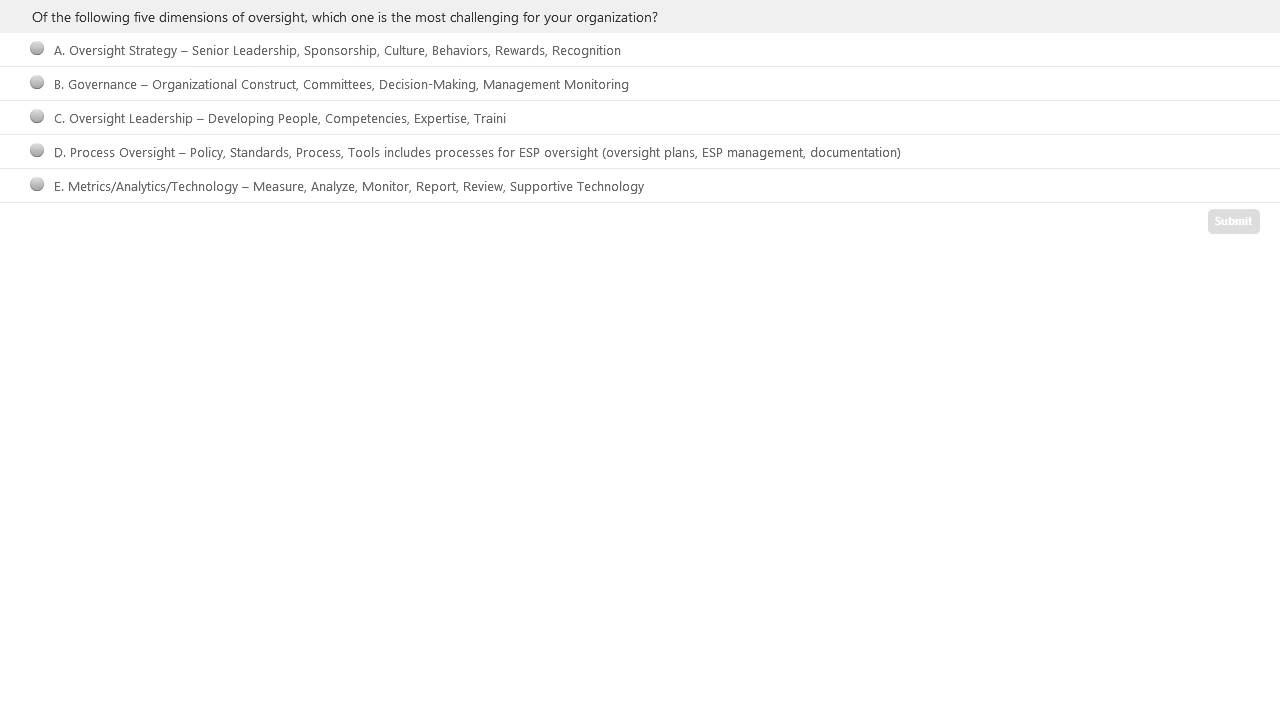 Of the following five dimensions of oversight, which one is the most challenging for your organization?
A. Oversight Strategy – Senior Leadership, Sponsorship, Culture, Behaviors, Rewards, Recognition
B. Governance – Organizational Construct, Committees, Decision-Making, Management Monitoring
C. Oversight Leadership – Developing People, Competencies, Expertise, Traini
D. Process Oversight – Policy, Standards, Process, Tools includes processes for ESP oversight (oversight plans, ESP management, documentation)
E. Metrics/Analytics/Technology – Measure, Analyze, Monitor, Report, Review, Supportive Technology
Submit